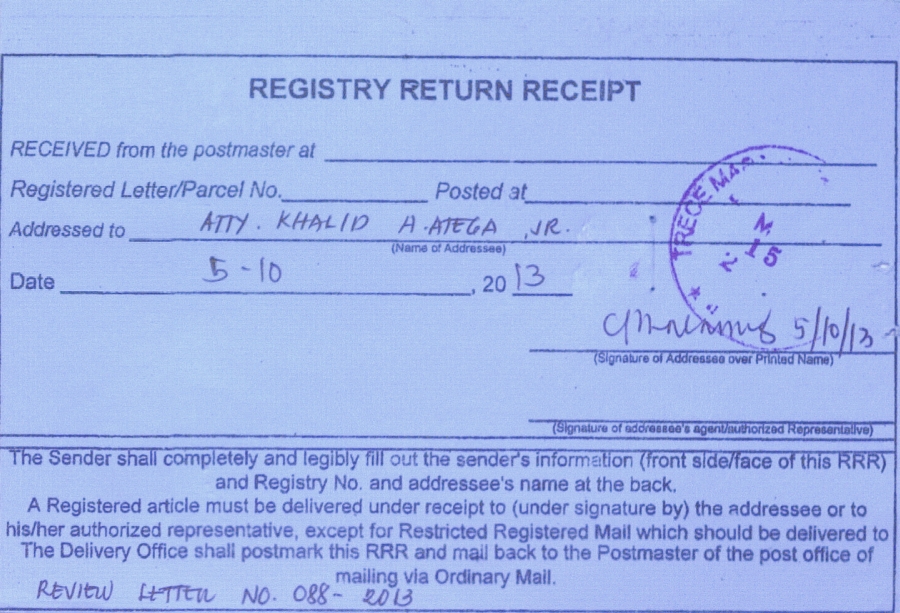 REGISTRY RETURN RECEIPT
RECEIVED from the postmaster at
Registered Letter/Parcel No. Posted at
Addressed to ATTY. KHALID A. ATEGA JR.
(Name of Addressee)
Date 5-10, 2013
TRECE MAR.
M
15
5/10/13
(Signature of Addressee over Printed Name)
(Signature of addressee's agent/authorized Representative)
The Sender shall completely and legibly fill out the sender's information (front side/face of this RRR)
and Registry No. and addressee's name at the back.
A Registered article must be delivered under receipt to (under signature by) the addressee or to
his/her authorized representative, except for Restricted Registered Mail which should be delivered to
The Delivery Office shall postmark this RRR and mail back to the Postmaster of the post office of
mailing via Ordinary Mail.
REVIEW LETTER NO. 088- 2013